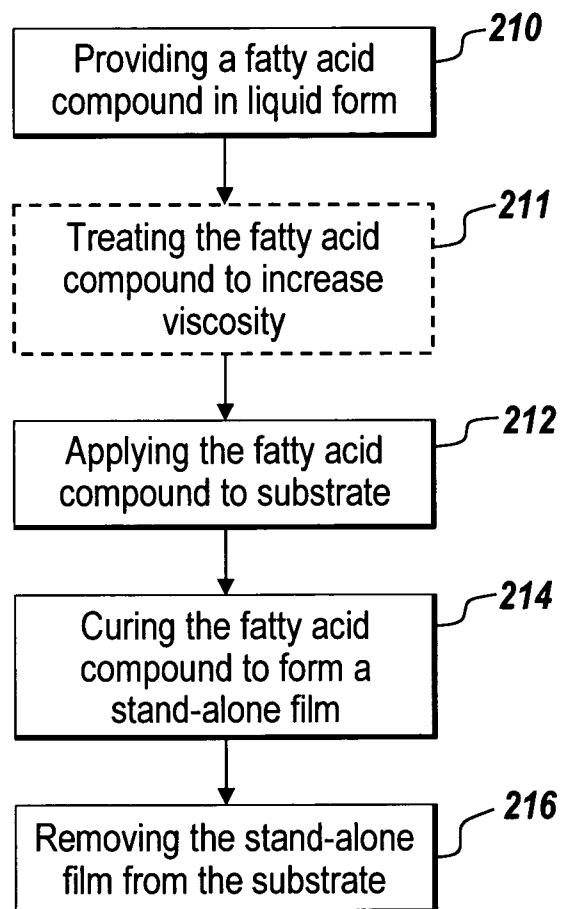 210
Providing a fatty acid
compound in liquid form
211
Treating the fatty acid
compound to increase
viscosity
212
Applying the fatty acid
compound to substrate
214
Curing the fatty acid
compound to form a
stand-alone film
216
Removing the stand-alone
film from the substrate